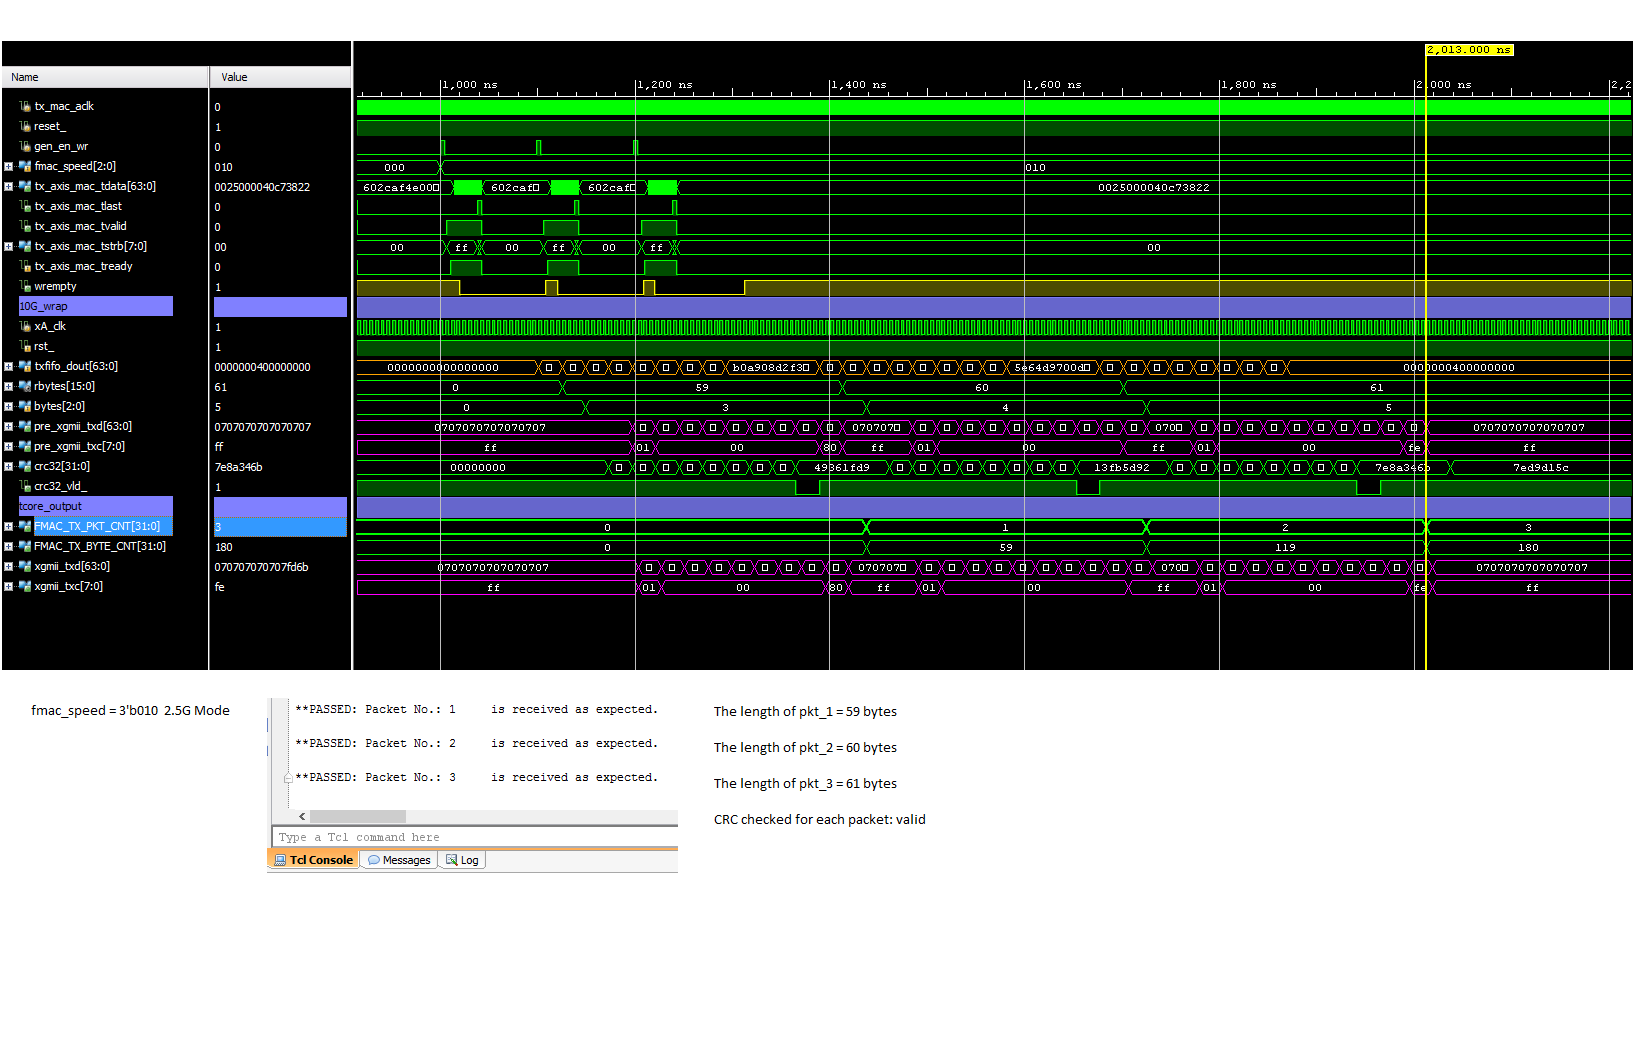 2,013.000 ns
Name Value
1,000 ns 1,200 ns 1,400 ns 1,600 ns 1,800 ns 2,000 ns 2,2
tx_mac_aclk 0
reset_ 1
gen_en_wr 0
fmac_speed[2:0] 010 000 010
tx_axis_mac_tdata[63:0] 0025000040c73822 602caf4e00 602caf 602caf 0025000040c73822
tx_axis_mac_tlast 0
tx_axis_mac_tvalid 0
tx_axis_mac_tstrb[7:0] 00 00 ff 00 ff 00 ff 00
tx_axis_mac_tready 0
wrempty 1
10G_wrap
xA_clk 1
rst_ 1
txfifo_dout[63:0] 0000000400000000 0000000000000000 b0a908d2f3 5e64d9700d 0000000400000000
rbytes[15:0] 61 0 59 60 61
bytes[2:0] 5 0 3 4 5
pre_xgmii_txd[63:0] 0707070707070707 0707070707070707 070707 070 0707070707070707
pre_xgmii_txc[7:0] ff ff 01 00 80 ff 01 00 ff 01 00 fe ff
crc32[31:0] 7e8a346b 00000000 49361fd9 13fb5d92 7e8a346b 7ed9d15c
crc32_vld_ 1
tcore_output
FMAC_TX_PKT_CNT[31:0] 3 0 1 2 3
FMAC_TX_BYTE_CNT[31:0] 180 0 59 119 180
xgmii_txd[63:0] 070707070707fd6b 0707070707070707 070707 070 0707070707070707
xgmii_txc[7:0] fe ff 01 00 80 ff 01 00 ff 01 00 fe ff
fmac_speed = 3'b010 2.5G Mode
**PASSED: Packet No.: 1 is received as expected.
**PASSED: Packet No.: 2 is received as expected.
**PASSED: Packet No.: 3 is received as expected.
Type a Tcl command here
Tcl Console Messages Log
The length of pkt_1 = 59 bytes
The length of pkt_2 = 60 bytes
The length of pkt_3 = 61 bytes
CRC checked for each packet: valid